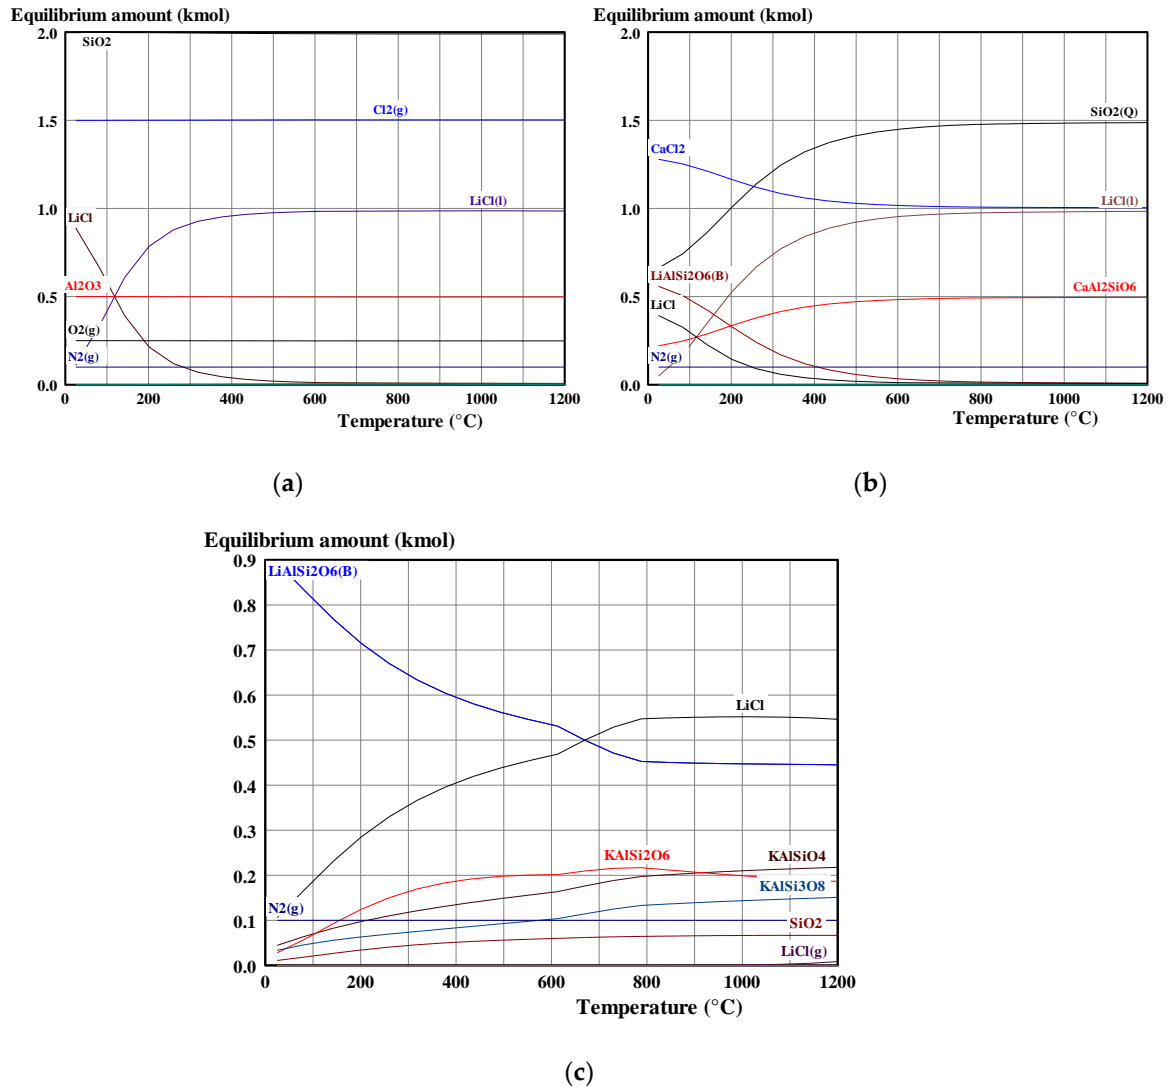 Equilibrium amount (kmol)
2.0
SiO2
Cl2(g)
1.5
LiCl
LiCl(l)
1.0
Al2O3
0.5
O2(g)
N2(g)
0.0
0 200 400 600 800 1000 1200
Temperature (°C)
(a)
Equilibrium amount (kmol)
2.0
SiO2(Q)
1.5
CaCl2
1.0
LiCl(l)
LiAlSi2O6(B)
CaAl2SiO6
0.5
LiCl
N2(g)
0.0
0 200 400 600 800 1000 1200
Temperature (°C)
(b)
Equilibrium amount (kmol)
0.9
LiAlSi2O6(B)
0.8
0.7
0.6
LiCl
0.5
0.4
0.3
KAlSi2O6
KAlSiO4
0.2
KAlSi3O8
N2(g)
0.1
SiO2
LiCl(g)
0.0
0 200 400 600 800 1000 1200
Temperature (°C)
(c)